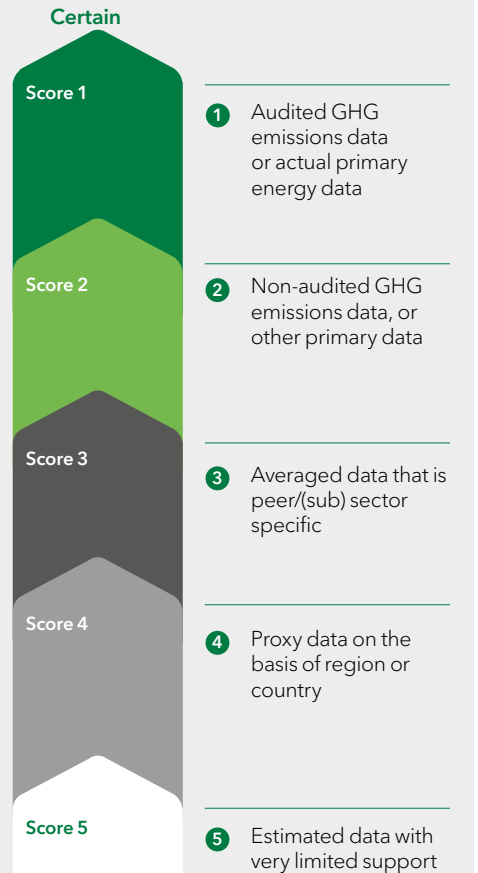 Certain
Score 1
1 Audited GHG
emissions data
or actual primary
energy data
Score 2
2 Non-audited GHG
emissions data, or
other primary data
Score 3
3 Averaged data that is
peer/(sub) sector
specific
Score 4
4 Proxy data on the
basis of region or
country
Score 5
5 Estimated data with
very limited support